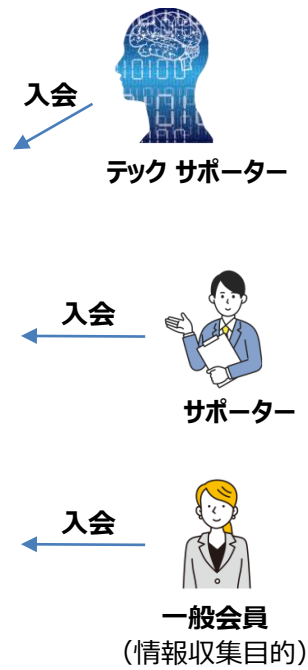 入会
テック サポーター
入会
サポーター
入会
一般会員
（情報収集目的）